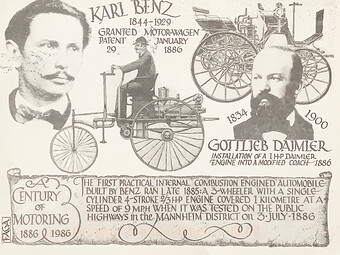 KARL BENZ
1844-1929
GRANTED MOTORWAGEN
PATENT JANUARY
29 1886
1834 1900
GOTTLIEB DAIMLER
INSTALLATION OF A 1 H·P DAIMLER
ENGINE INTO A MODIFIED COACH-1886
A
CENTURY
OF
MOTORING
1886 1986
THE FIRST PRACTICAL INTERNAL COMBUSTION ENGINED AUTOMOBILE
BUILT BY BENZ RAN LATE 1885·A 3-WHEELER WITH A SINGLE
CYLINDER 4-STROKE 2/3 H·P ENGINE COVERED 1 KILOMETRE AT A
SPEED OF 9 MPH WHEN IT WAS TESTED ON THE PUBLIC
HIGHWAYS in the MANNHEIM DISTRICT on 3·JULY·1886